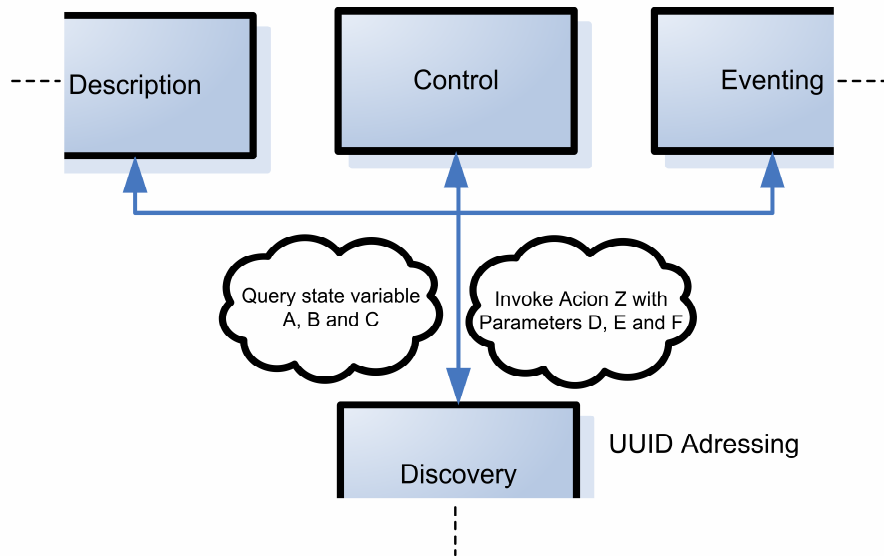 Description
Control
Eventing
Query state variable
A, B and C
Invoke Acion Z with
Parameters D, E and F
UUID Adressing
Discovery